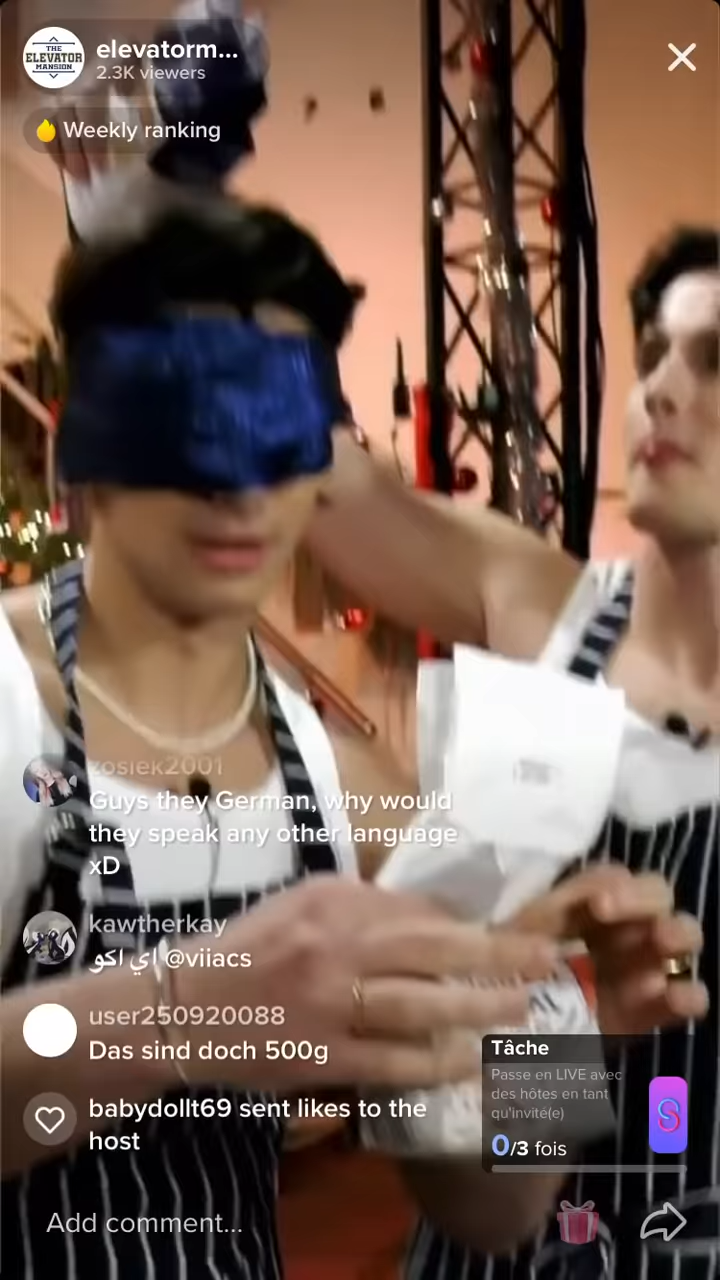 THE
ELEVATOR
MANSION
elevatorm...
2.3K viewers
Weekly ranking
zosiek2001
Guys they German, why would
they speak any other language
xD
kawtherkay
اي اكو @viiacs
user250920088
Das sind doch 500g
babydollt69 sent likes to the
host
Tâche
Passe en LIVE avec
des hôtes en tant
qu'invité(e)
0/3 fois
Add comment...